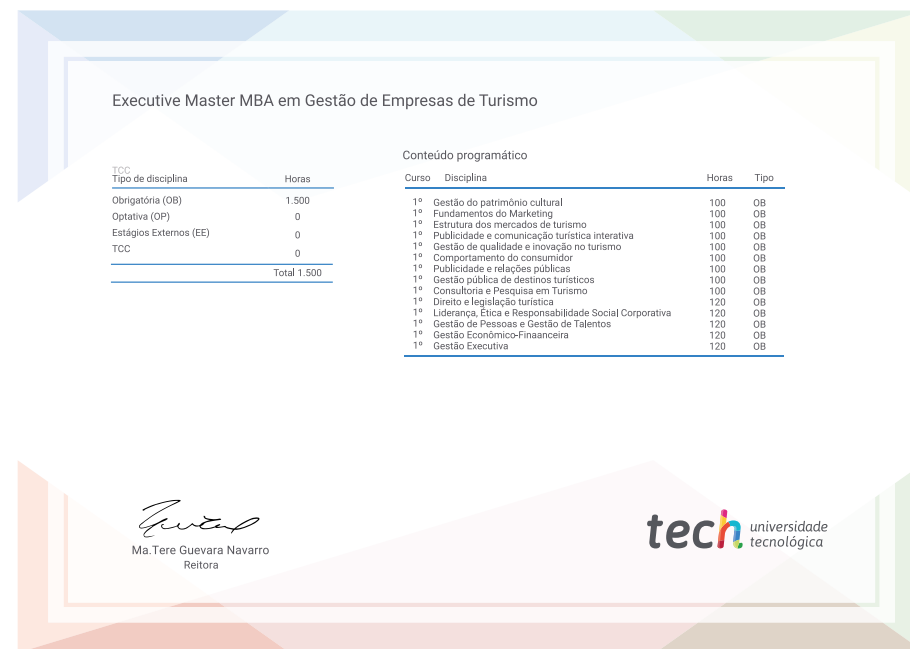 Executive Master MBA em Gestão de Empresas de Turismo
TCC
Tipo de disciplina Horas
Obrigatória (OB) 1.500
Optativa (OP) 0
Estágios Externos (EE) 0
TCC 0
Total 1.500
Conteúdo programático
Curso Disciplina Horas Tipo
1º Gestão do patrimônio cultural 100 OB
1º Fundamentos do Marketing 100 OB
1º Estrutura dos mercados de turismo 100 OB
1º Publicidade e comunicação turística interativa 100 OB
1º Gestão de qualidade e inovação no turismo 100 OB
1º Comportamento do consumidor 100 OB
1º Publicidade e relações públicas 100 OB
1º Gestão pública de destinos turísticos 100 OB
1º Consultoria e Pesquisa em Turismo 100 OB
1º Direito e legislação turística 120 OB
1º Liderança, Ética e Responsabilidade Social Corporativa 120 OB
1º Gestão de Pessoas e Gestão de Talentos 120 OB
1º Gestão Econômico-Finaanceira 120 OB
1º Gestão Executiva 120 OB
Ma.Tere Guevara Navarro
Reitora
tech universidade
tecnológica